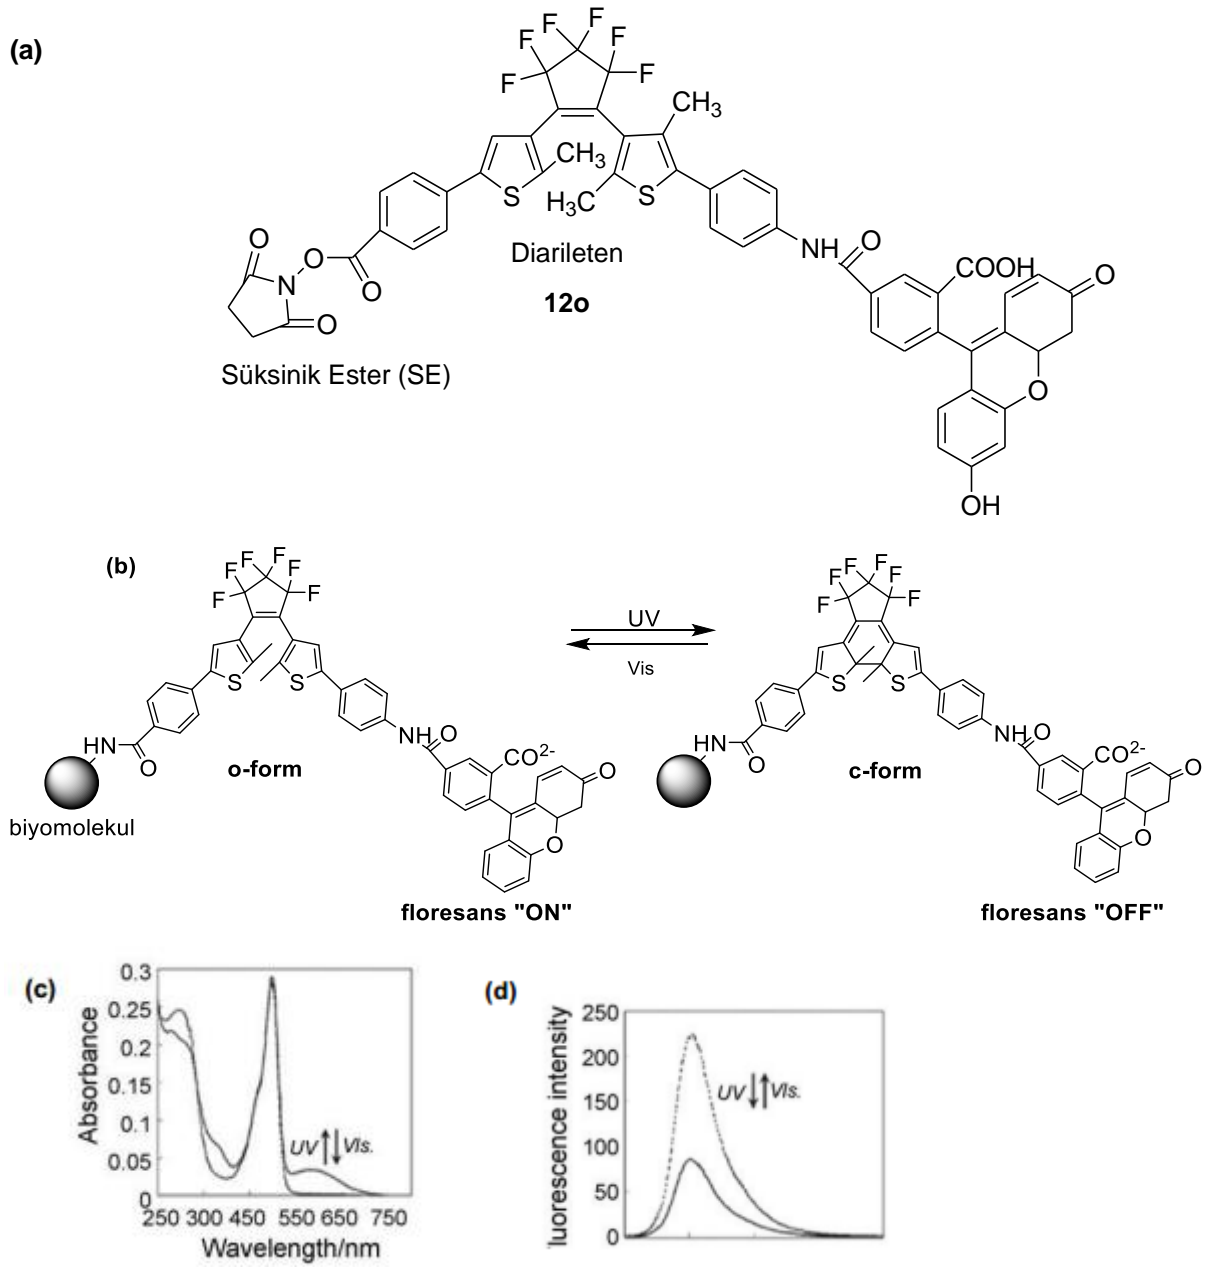 (a)
F F F F F F
CH3
CH3
S
H3C
S
Diarileten
12o
NH
O
COOH
O
O
OH
O
O
N
O
O
Süksinik Ester (SE)
(b)
F F F F F F
S S
HN
O
NH
O
CO2-
O
O
o-form
biyomolekul
floresans "ON"
UV
Vis
F F F F F F
S S
HN
O
NH
O
CO2-
O
O
c-form
floresans "OFF"
(c)
Absorbance
0.3
0.25
0.2
0.15
0.1
0.05
0
UV Vis.
250 300 450 550 650 750
Wavelength/nm
(d)
luorescence intensity
250
200
150
100
50
0
UV Vis.